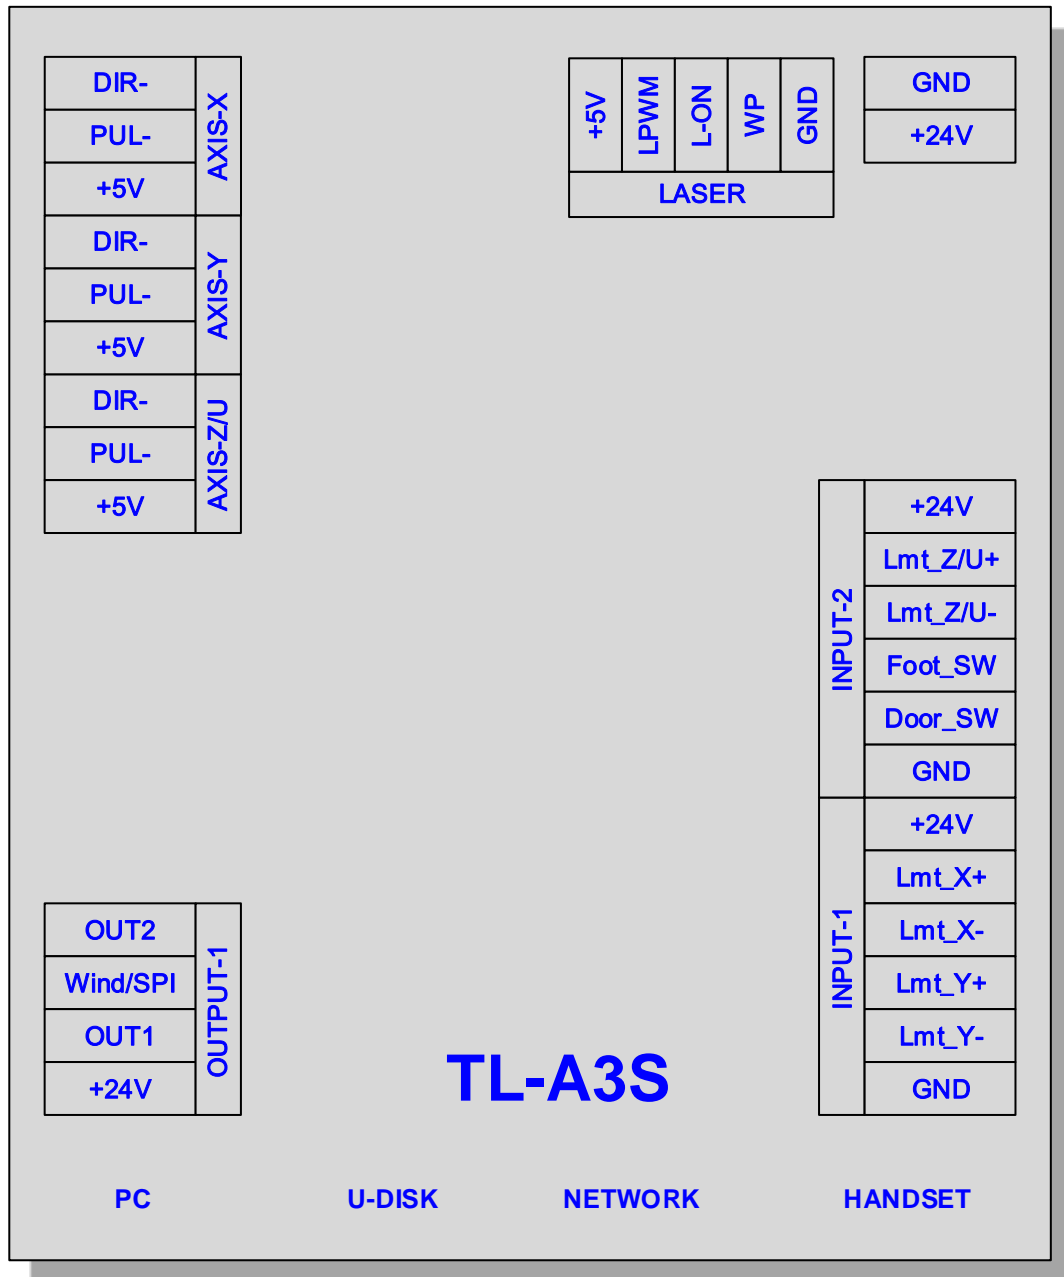 DIR-
PUL-
+5V
AXIS-X
DIR-
PUL-
+5V
AXIS-Y
DIR-
PUL-
+5V
AXIS-Z/U
+5V
LPWM
L-ON
WP
GND
LASER
GND
+24V
INPUT-2
+24V
Lmt_Z/U+
Lmt_Z/U-
Foot_SW
Door_SW
GND
INPUT-1
+24V
Lmt_X+
Lmt_X-
Lmt_Y+
Lmt_Y-
GND
OUT2
Wind/SPI
OUT1
+24V
OUTPUT-1
TL-A3S
PC
U-DISK
NETWORK
HANDSET